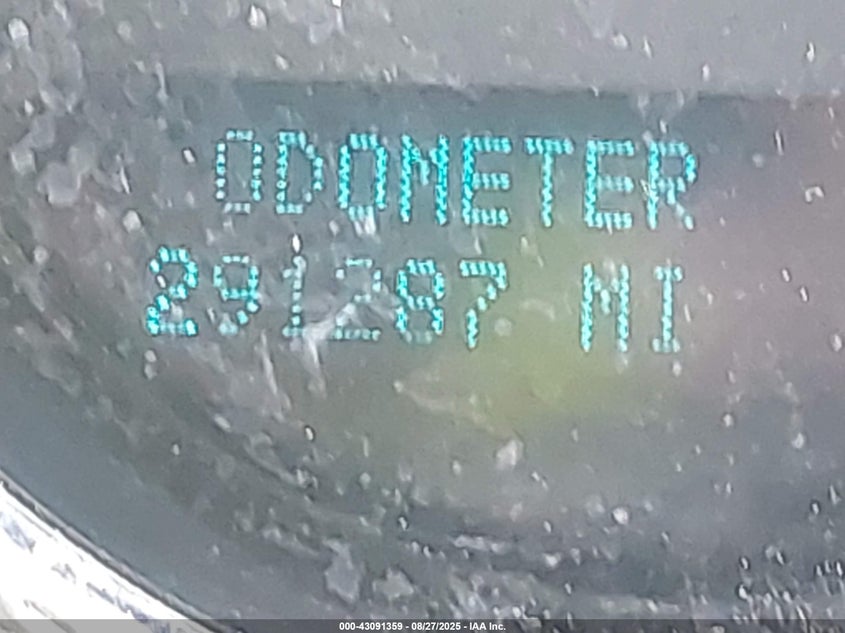 ODOMETER
291287 MI
000-43091359 - 08/27/2025 - IAA Inc.